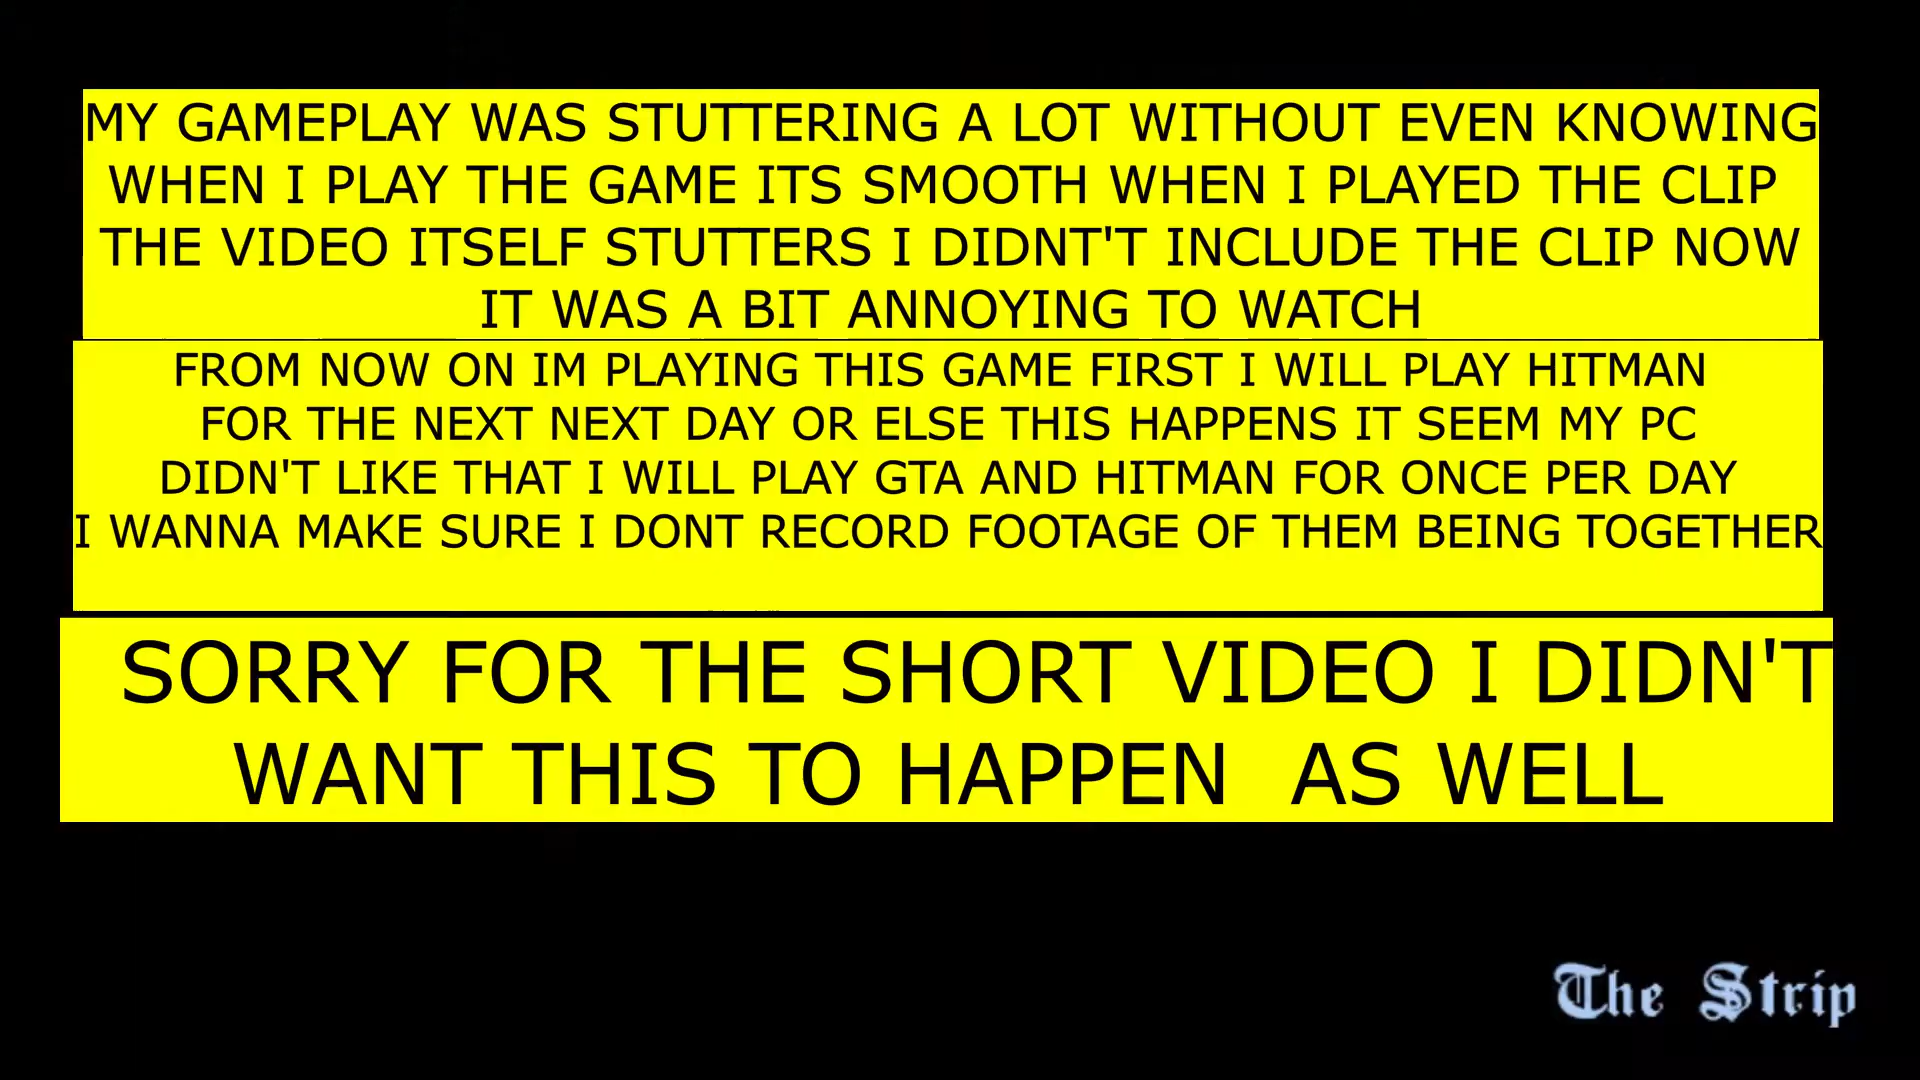 MY GAMEPLAY WAS STUTTERING A LOT WITHOUT EVEN KNOWING
WHEN I PLAY THE GAME ITS SMOOTH WHEN I PLAYED THE CLIP
THE VIDEO ITSELF STUTTERS I DIDNT'T INCLUDE THE CLIP NOW
IT WAS A BIT ANNOYING TO WATCH
FROM NOW ON IM PLAYING THIS GAME FIRST I WILL PLAY HITMAN
FOR THE NEXT NEXT DAY OR ELSE THIS HAPPENS IT SEEM MY PC
DIDN'T LIKE THAT I WILL PLAY GTA AND HITMAN FOR ONCE PER DAY
I WANNA MAKE SURE I DONT RECORD FOOTAGE OF THEM BEING TOGETHER
SORRY FOR THE SHORT VIDEO I DIDN'T
WANT THIS TO HAPPEN  AS WELL
The Strip